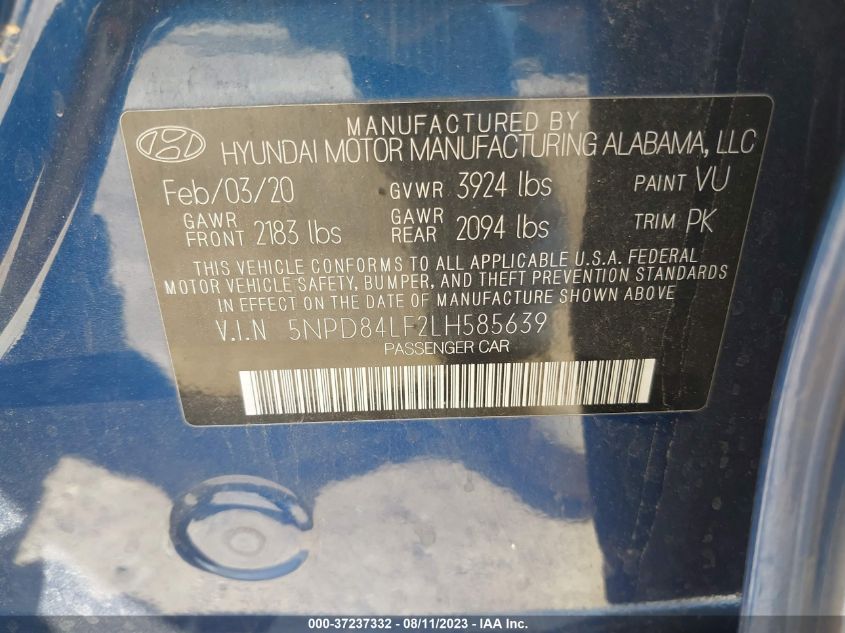 MANUFACTURED BY
HYUNDAI MOTOR MANUFACTURING ALABAMA, LLC
Feb/03/20 GVWR 3924 lbs PAINT VU
GAWR FRONT 2183 lbs GAWR REAR 2094 lbs TRIM PK
THIS VEHICLE CONFORMS TO ALL APPLICABLE U.S.A. FEDERAL
MOTOR VEHICLE SAFETY, BUMPER, AND THEFT PREVENTION STANDARDS
IN EFFECT ON THE DATE OF MANUFACTURE SHOWN ABOVE
V.I.N 5NPD84LF2LH585639
PASSENGER CAR
000-37237332 - 08/11/2023 - IAA Inc.